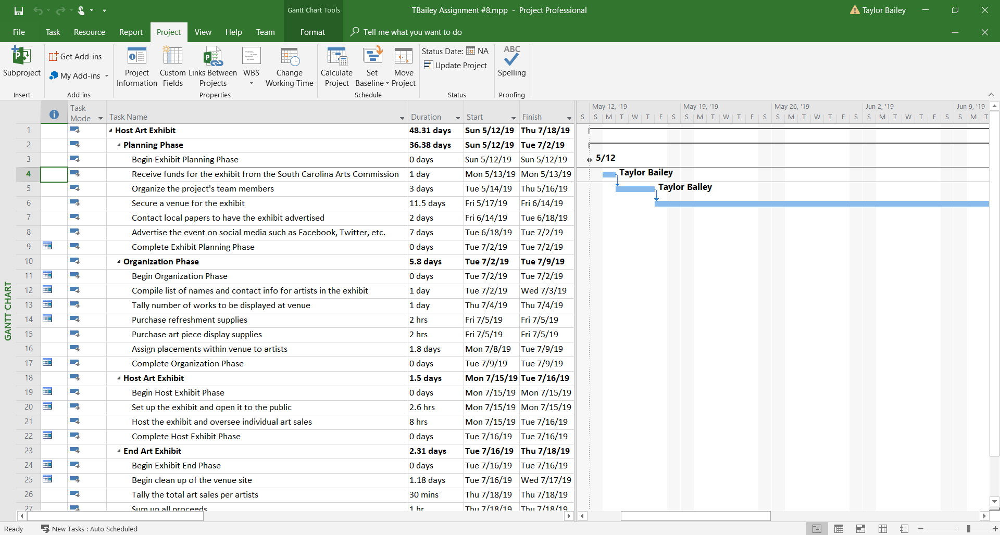 Gantt Chart Tools
TBailey Assignment #8.mpp - Project Professional
Taylor Bailey
File Task Resource Report Project View Help Team Format Tell me what you want to do
Subproject
Insert
Get Add-ins
My Add-ins
Add-ins
Project Information
Custom Fields
Links Between Projects
WBS
Change Working Time
Properties
Calculate Project
Set Baseline
Move Project
Schedule
Status Date: NA
Update Project
Status
ABC
Spelling
Proofing
GANTT CHART
Task Mode Task Name Duration Start Finish
1 Host Art Exhibit 48.31 days Sun 5/12/19 Thu 7/18/19
2 Planning Phase 36.38 days Sun 5/12/19 Tue 7/2/19
3 Begin Exhibit Planning Phase 0 days Sun 5/12/19 Sun 5/12/19
4 Receive funds for the exhibit from the South Carolina Arts Commission 1 day Mon 5/13/19 Mon 5/13/19
5 Organize the project's team members 3 days Tue 5/14/19 Thu 5/16/19
6 Secure a venue for the exhibit 11.5 days Fri 5/17/19 Fri 6/14/19
7 Contact local papers to have the exhibit advertised 2 days Fri 6/14/19 Tue 6/18/19
8 Advertise the event on social media such as Facebook, Twitter, etc. 7 days Tue 6/18/19 Tue 7/2/19
9 Complete Exhibit Planning Phase 0 days Tue 7/2/19 Tue 7/2/19
10 Organization Phase 5.8 days Tue 7/2/19 Tue 7/9/19
11 Begin Organization Phase 0 days Tue 7/2/19 Tue 7/2/19
12 Compile list of names and contact info for artists in the exhibit 1 day Tue 7/2/19 Wed 7/3/19
13 Tally number of works to be displayed at venue 1 day Thu 7/4/19 Thu 7/4/19
14 Purchase refreshment supplies 2 hrs Fri 7/5/19 Fri 7/5/19
15 Purchase art piece display supplies 2 hrs Fri 7/5/19 Fri 7/5/19
16 Assign placements within venue to artists 1.8 days Mon 7/8/19 Tue 7/9/19
17 Complete Organization Phase 0 days Tue 7/9/19 Tue 7/9/19
18 Host Art Exhibit 1.5 days Mon 7/15/19 Tue 7/16/19
19 Begin Host Exhibit Phase 0 days Mon 7/15/19 Mon 7/15/19
20 Set up the exhibit and open it to the public 2.6 hrs Mon 7/15/19 Mon 7/15/19
21 Host the exhibit and oversee individual art sales 8 hrs Mon 7/15/19 Tue 7/16/19
22 Complete Host Exhibit Phase 0 days Tue 7/16/19 Tue 7/16/19
23 End Art Exhibit 2.31 days Tue 7/16/19 Thu 7/18/19
24 Begin Exhibit End Phase 0 days Tue 7/16/19 Tue 7/16/19
25 Begin clean up of the venue site 1.18 days Tue 7/16/19 Wed 7/17/19
26 Tally the total art sales per artists 30 mins Thu 7/18/19 Thu 7/18/19
27 Sum up all proceeds 1 hr Thu 7/18/19 Thu 7/18/19
May 12, '19 May 19, '19 May 26, '19 Jun 2, '19 Jun 9, '19
S S M T W T F S S M T W T F S S M T W T F S S M T W T F S S M T
5/12
Taylor Bailey
Taylor Bailey
Ready New Tasks : Auto Scheduled